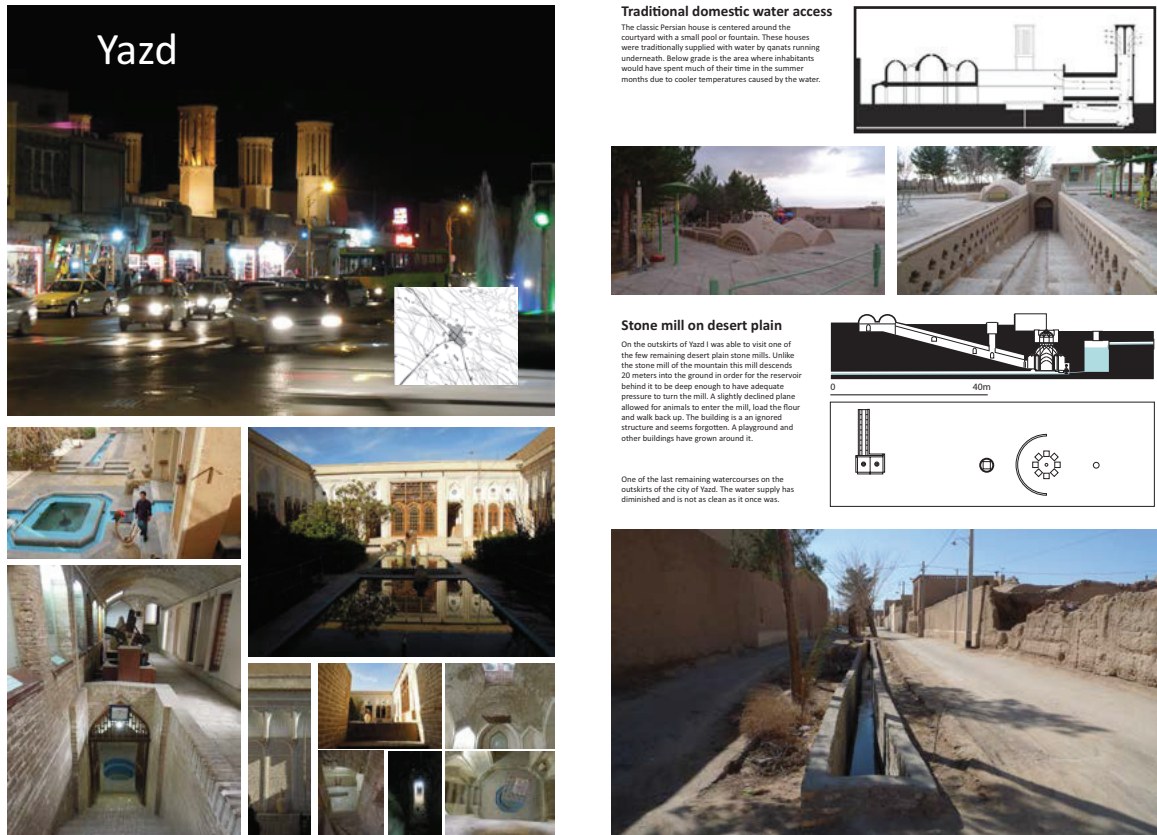 Yazd
Traditional domestic water access
The classic Persian house is centered around the
courtyard with a small pool or fountain. These houses
were traditionally supplied with water by qanats running
underneath. Below grade is the area where inhabitants
would have spent much of their time in the summer
months due to cooler temperatures caused by the water.
Stone mill on desert plain
On the outskirts of Yazd I was able to visit one of
the few remaining desert plain stone mills. Unlike
the stone mill of the mountain this mill descends
20 meters into the ground in order for the reservoir
behind it to be deep enough to have adequate
pressure to turn the mill. A slightly declined plane
allowed for animals to enter the mill, load the flour
and walk back up. The building is a an ignored
structure and seems forgotten. A playground and
other buildings have grown around it.
0 40m
One of the last remaining watercourses on the
outskirts of the city of Yazd. The water supply has
diminished and is not as clean as it once was.